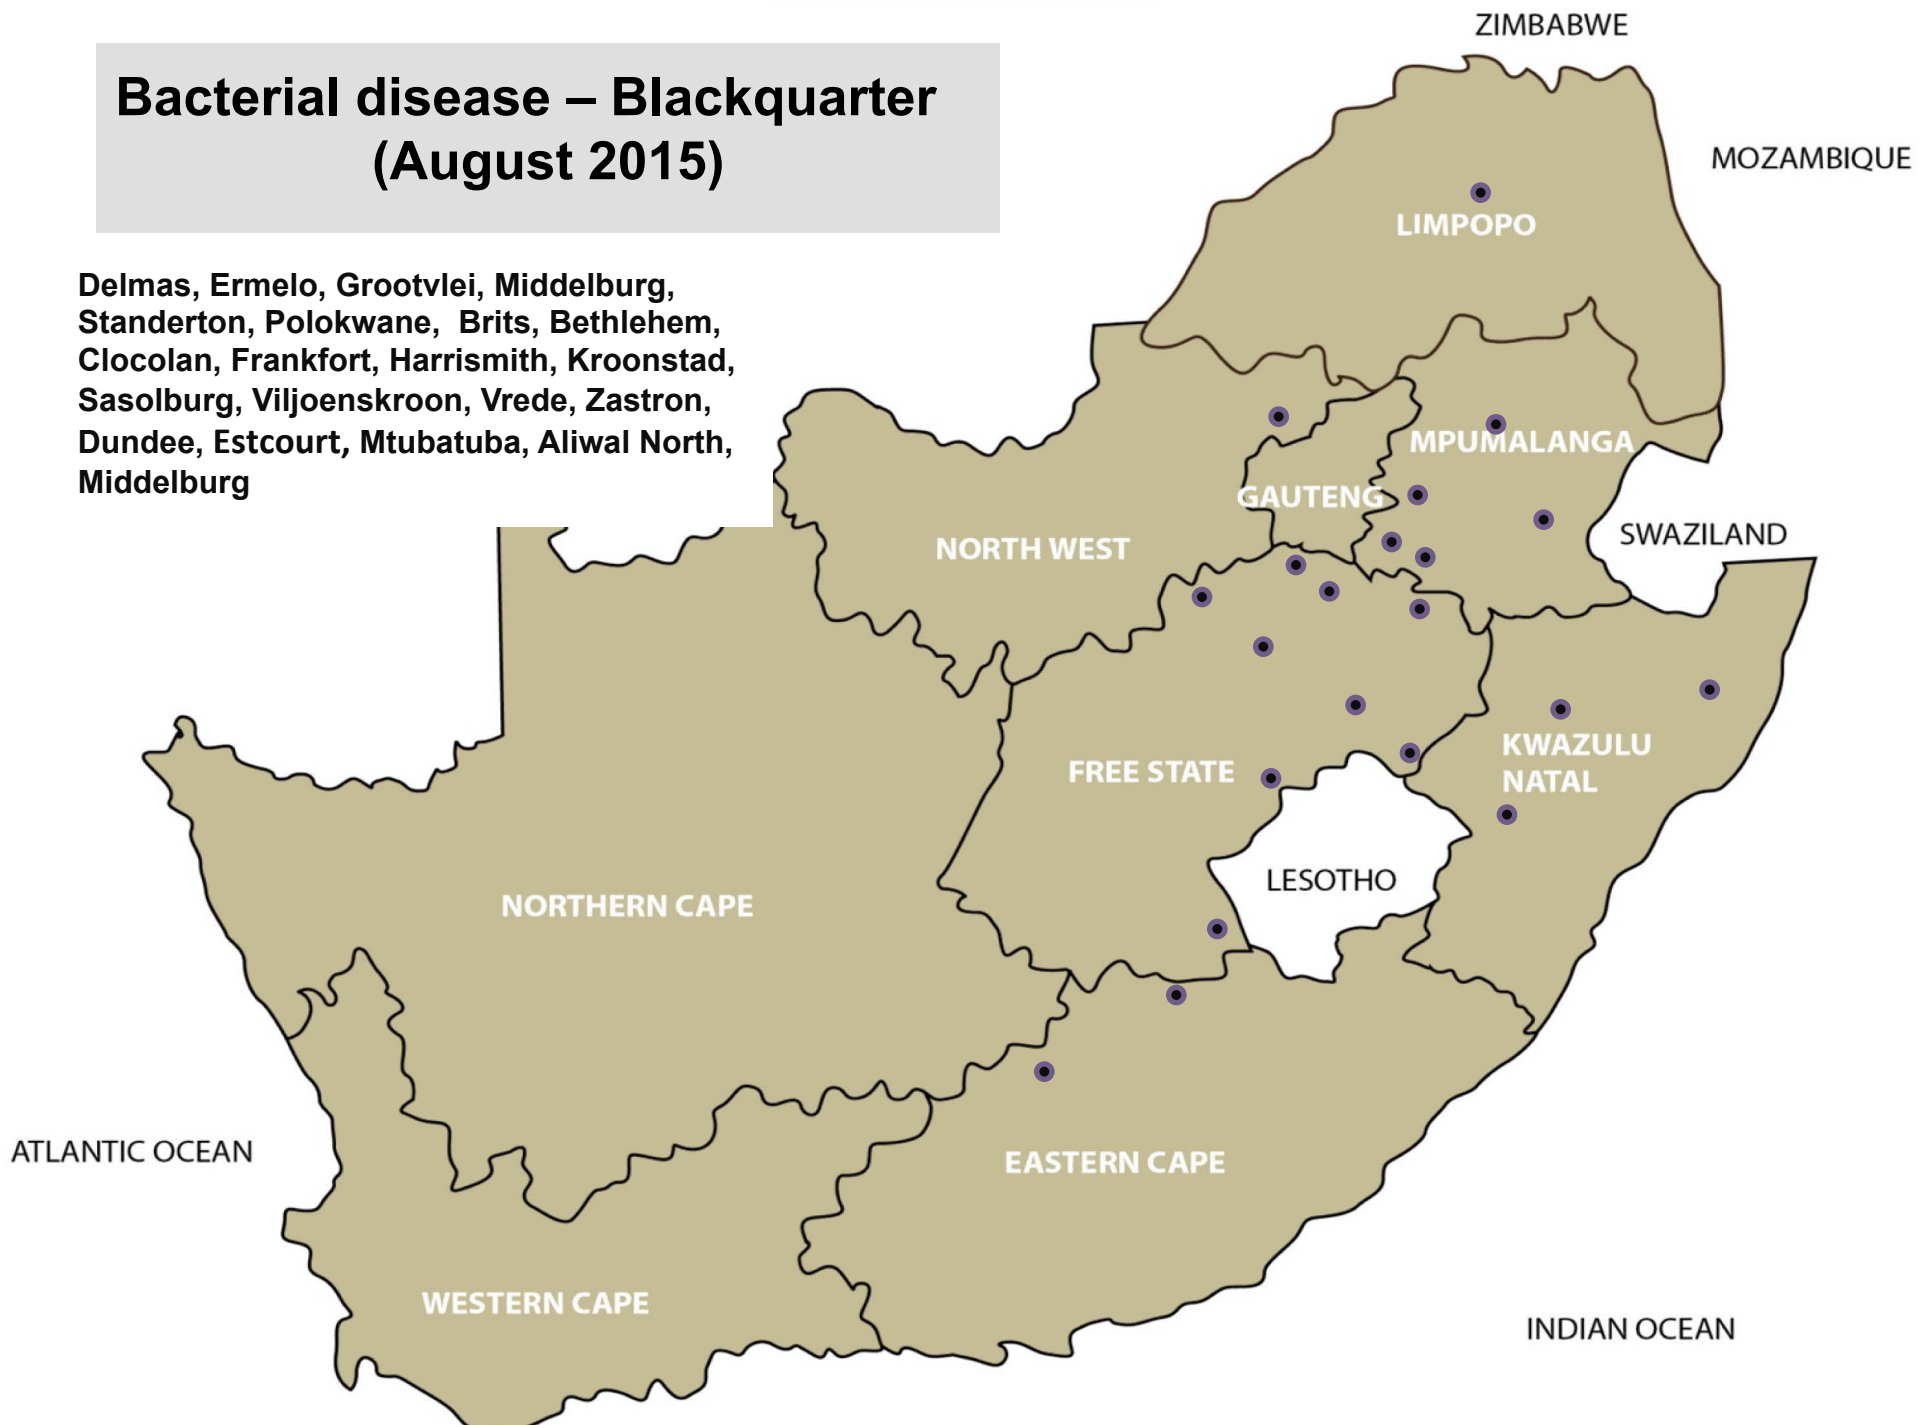 Bacterial disease – Blackquarter
(August 2015)
Delmas, Ermelo, Grootvlei, Middelburg,
Standerton, Polokwane, Brits, Bethlehem,
Clocolan, Frankfort, Harrismith, Kroonstad,
Sasolburg, Viljoenskroon, Vrede, Zastron,
Dundee, Estcourt, Mtubatuba, Aliwal North,
Middelburg
ZIMBABWE
MOZAMBIQUE
LIMPOPO
MPUMALANGA
GAUTENG
SWAZILAND
NORTH WEST
KWAZULU
NATAL
FREE STATE
LESOTHO
NORTHERN CAPE
ATLANTIC OCEAN
EASTERN CAPE
WESTERN CAPE
INDIAN OCEAN